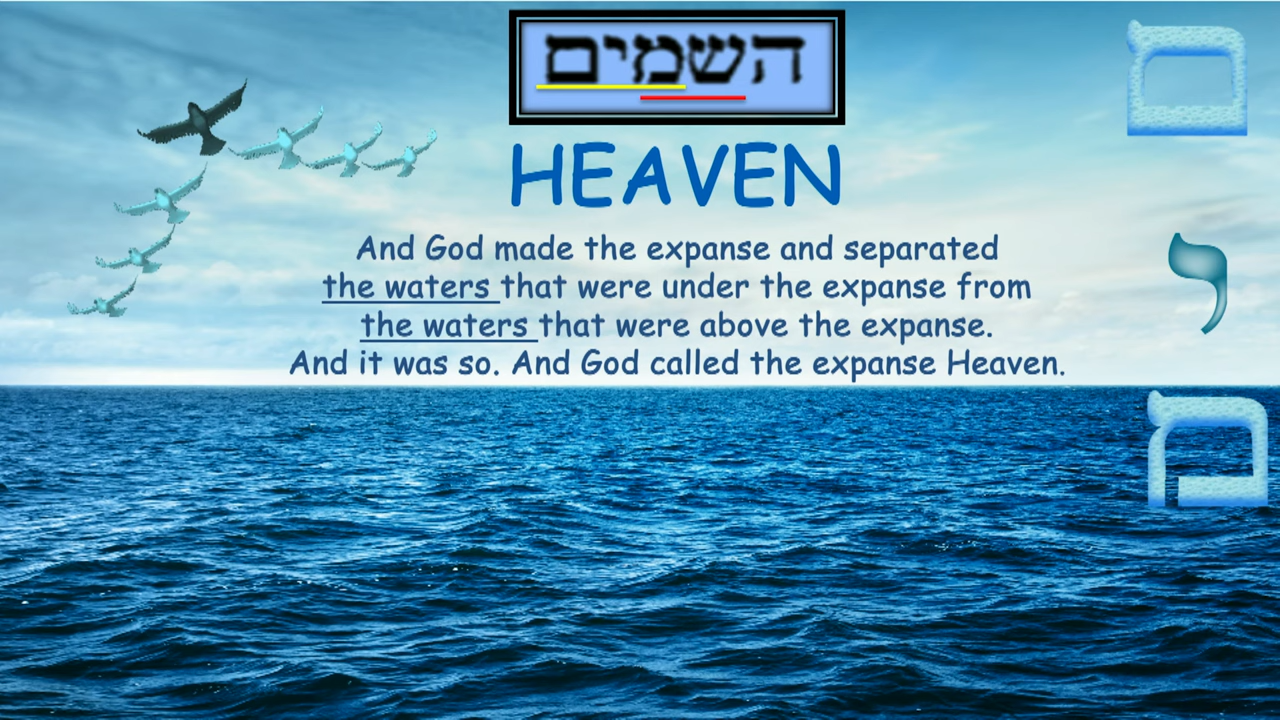 השמים
HEAVEN
And God made the expanse and separated
the waters that were under the expanse from
the waters that were above the expanse.
And it was so. And God called the expanse Heaven.
ם
י
מ